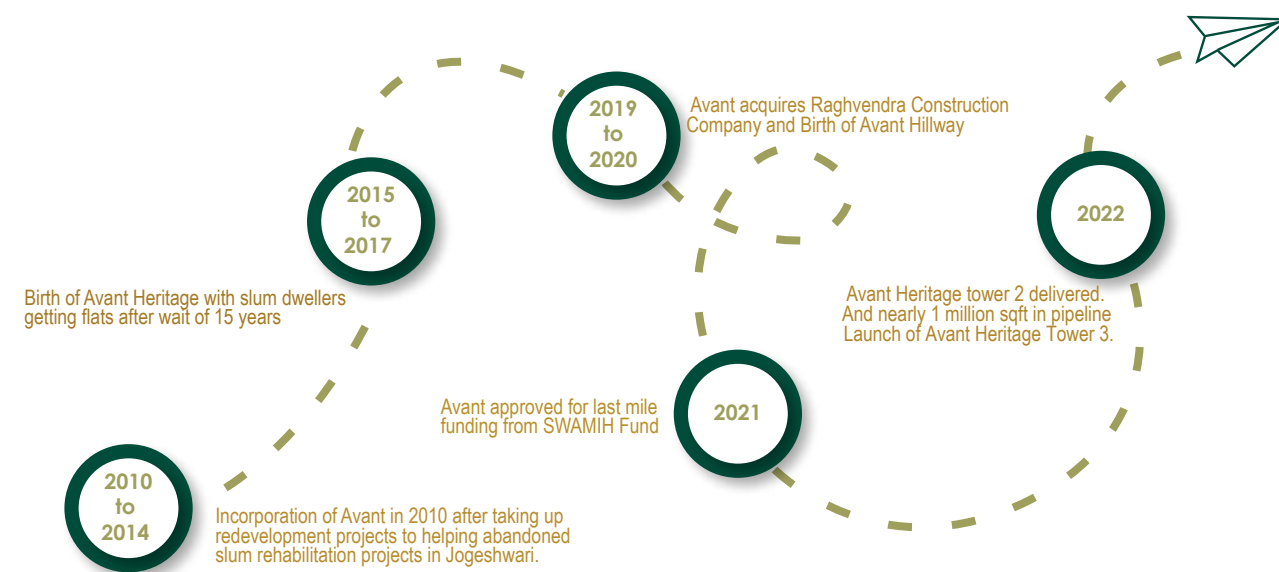 2010
to
2014
Incorporation of Avant in 2010 after taking up
redevelopment projects to helping abandoned
slum rehabilitation projects in Jogeshwari.
2015
to
2017
Birth of Avant Heritage with slum dwellers
getting flats after wait of 15 years
2019
to
2020
Avant acquires Raghvendra Construction
Company and Birth of Avant Hillway
2021
Avant approved for last mile
funding from SWAMIH Fund
2022
Avant Heritage tower 2 delivered.
And nearly 1 million sqft in pipeline
Launch of Avant Heritage Tower 3.